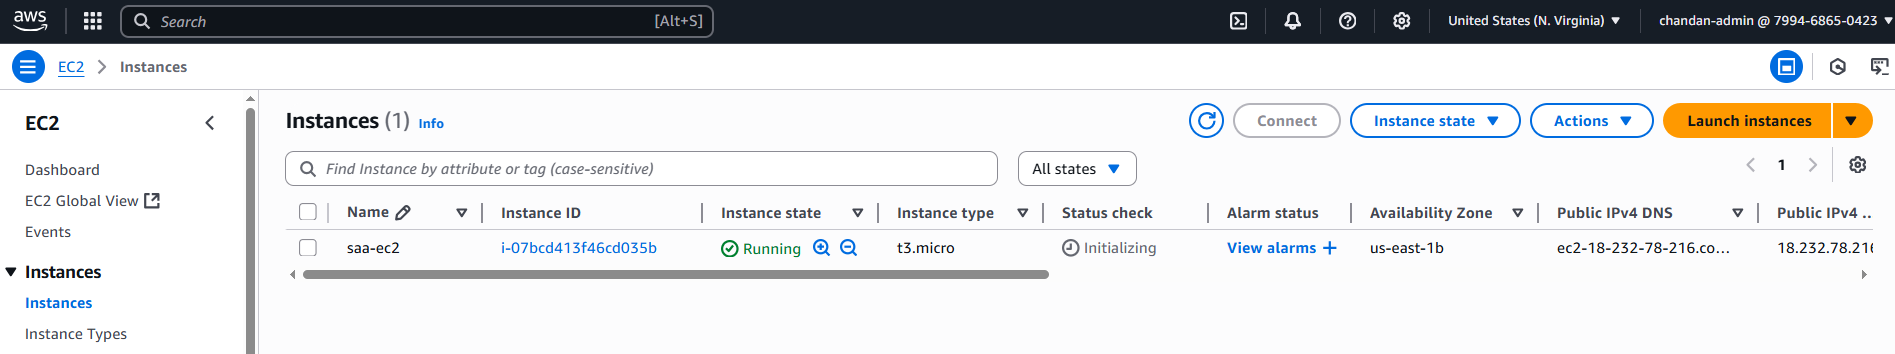 aws Search [Alt+S] United States (N. Virginia) chandan-admin @ 7994-6865-0423
EC2 Instances
EC2
Dashboard
EC2 Global View
Events
Instances
Instances
Instance Types
Instances (1) Info Connect Instance state Actions Launch instances
Find Instance by attribute or tag (case-sensitive) All states 1
Name Instance ID Instance state Instance type Status check Alarm status Availability Zone Public IPv4 DNS Public IPv4 ...
saa-ec2 i-07bcd413f46cd035b Running t3.micro Initializing View alarms + us-east-1b ec2-18-232-78-216.co... 18.232.78.216